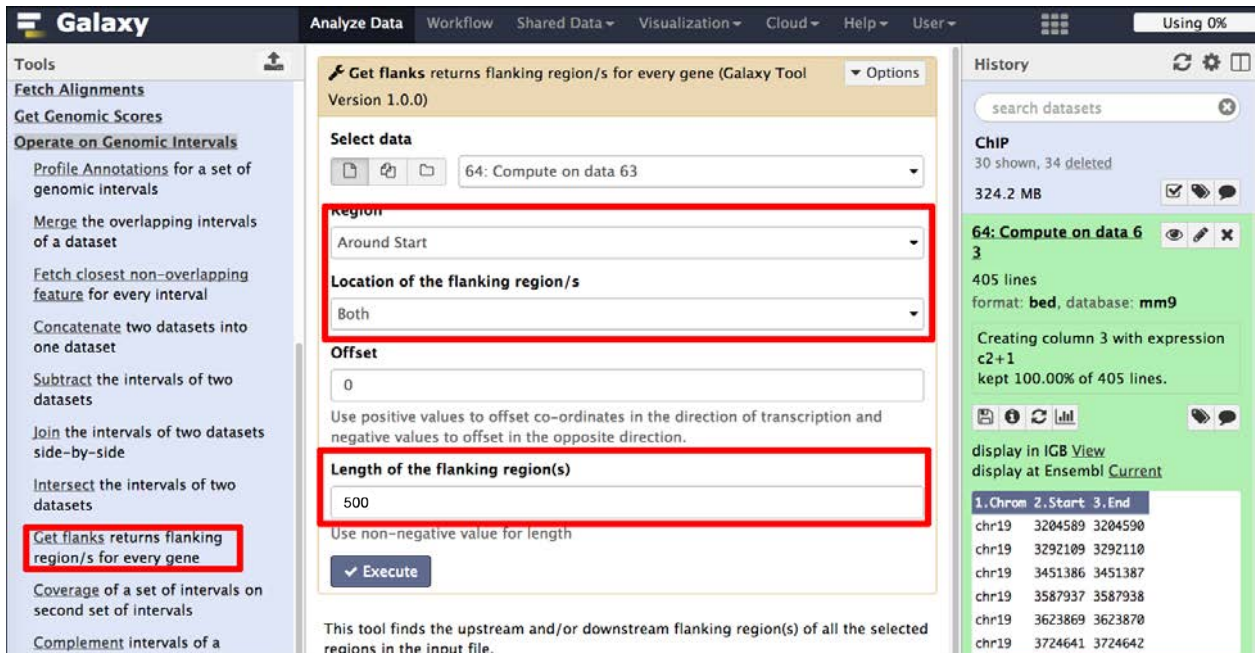 Galaxy
Analyze Data Workflow Shared Data Visualization Cloud Help User
Using 0%
Tools
Fetch Alignments
Get Genomic Scores
Operate on Genomic Intervals
Profile Annotations for a set of
genomic intervals
Merge the overlapping intervals
of a dataset
Fetch closest non-overlapping
feature for every interval
Concatenate two datasets into
one dataset
Subtract the intervals of two
datasets
Join the intervals of two datasets
side-by-side
Intersect the intervals of two
datasets
Get flanks returns flanking
region/s for every gene
Coverage of a set of intervals on
second set of intervals
Complement intervals of a
Get flanks returns flanking region/s for every gene (Galaxy Tool
Version 1.0.0)
Options
Select data
64: Compute on data 63
Region
Around Start
Location of the flanking region/s
Both
Offset
0
Use positive values to offset co-ordinates in the direction of transcription and
negative values to offset in the opposite direction.
Length of the flanking region(s)
500
Use non-negative value for length
Execute
This tool finds the upstream and/or downstream flanking region(s) of all the selected
regions in the input file.
History
search datasets
ChIP
30 shown, 34 deleted
324.2 MB
64: Compute on data 6
3
405 lines
format: bed, database: mm9
Creating column 3 with expression
c2+1
kept 100.00% of 405 lines.
display in IGB View
display at Ensembl Current
1.Chrom 2.Start 3.End
chr19 3204589 3204590
chr19 3292109 3292110
chr19 3451386 3451387
chr19 3587937 3587938
chr19 3623869 3623870
chr19 3724641 3724642